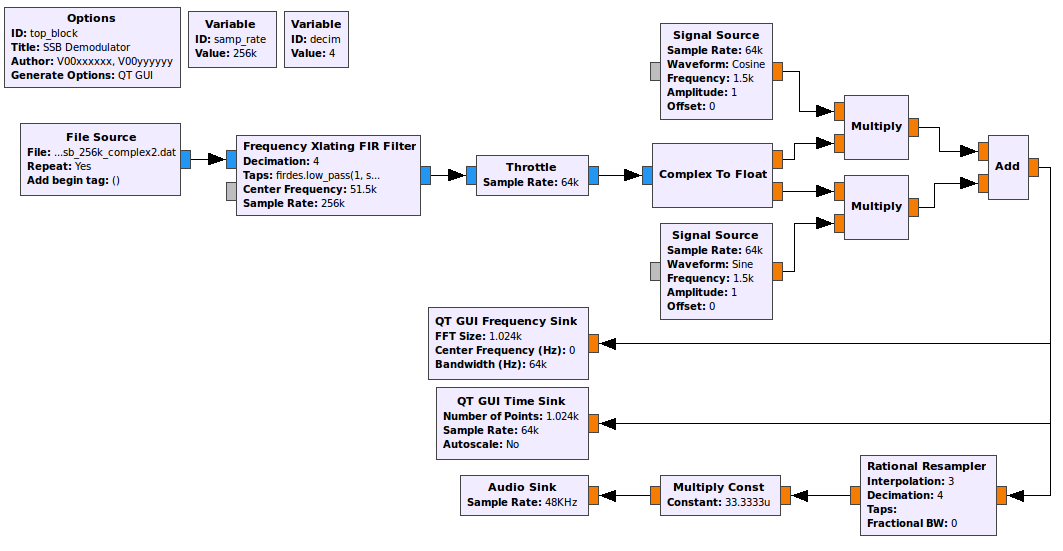 Options
ID: top_block
Title: SSB Demodulator
Author: V00xxxxxx, V00yyyyyy
Generate Options: QT GUI
Variable
ID: samp_rate
Value: 256k
Variable
ID: decim
Value: 4
Signal Source
Sample Rate: 64k
Waveform: Cosine
Frequency: 1.5k
Amplitude: 1
Offset: 0
File Source
File: ...sb_256k_complex2.dat
Repeat: Yes
Add begin tag: ()
Frequency Xlating FIR Filter
Decimation: 4
Taps: firdes.low_pass(1, s...
Center Frequency: 51.5k
Sample Rate: 256k
Throttle
Sample Rate: 64k
Complex To Float
Multiply
Multiply
Add
Signal Source
Sample Rate: 64k
Waveform: Sine
Frequency: 1.5k
Amplitude: 1
Offset: 0
QT GUI Frequency Sink
FFT Size: 1.024k
Center Frequency (Hz): 0
Bandwidth (Hz): 64k
QT GUI Time Sink
Number of Points: 1.024k
Sample Rate: 64k
Autoscale: No
Audio Sink
Sample Rate: 48KHz
Multiply Const
Constant: 33.3333u
Rational Resampler
Interpolation: 3
Decimation: 4
Taps:
Fractional BW: 0